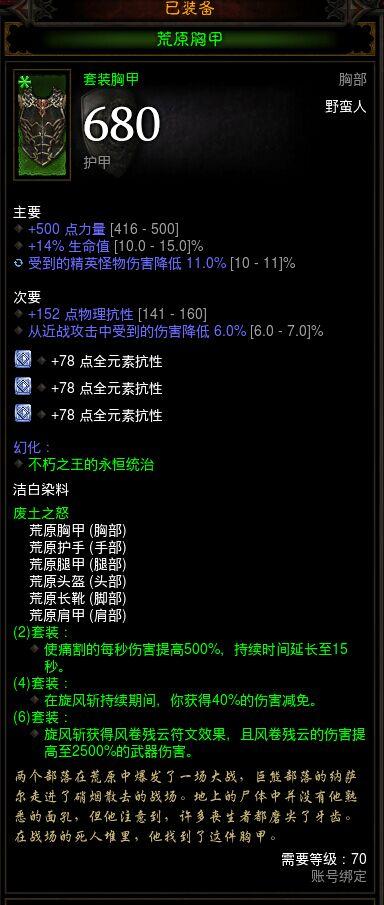 已装备
荒原胸甲
套装胸甲 胸部
680 野蛮人
护甲
主要
+500 点力量 [416 - 500]
+14% 生命值 [10.0 - 15.0]%
受到的精英怪物伤害降低 11.0% [10 - 11]%
次要
+152 点物理抗性 [141 - 160]
从近战攻击中受到的伤害降低 6.0% [6.0 - 7.0]%
+78 点全元素抗性
+78 点全元素抗性
+78 点全元素抗性
幻化：
不朽之王的永恒统治
洁白染料
废土之怒
荒原胸甲 (胸部)
荒原护手 (手部)
荒原腿甲 (腿部)
荒原头盔 (头部)
荒原长靴 (脚部)
荒原肩甲 (肩部)
(2)套装：
使痛割的每秒伤害提高500%，持续时间延长至15
秒。
(4)套装：
在旋风斩持续期间，你获得40%的伤害减免。
(6)套装：
旋风斩获得风卷残云符文效果，且风卷残云的伤害提
高至2500%的武器伤害。
两个部落在荒原中爆发了一场大战，巨熊部落的纳萨
尔走进了硝烟散去的战场。地上的尸体中并没有他熟
悉的面孔，但他注意到，许多丧生者都磨尖了牙齿。
在战场的死人堆里，他找到了这件胸甲。
需要等级：70
账号绑定